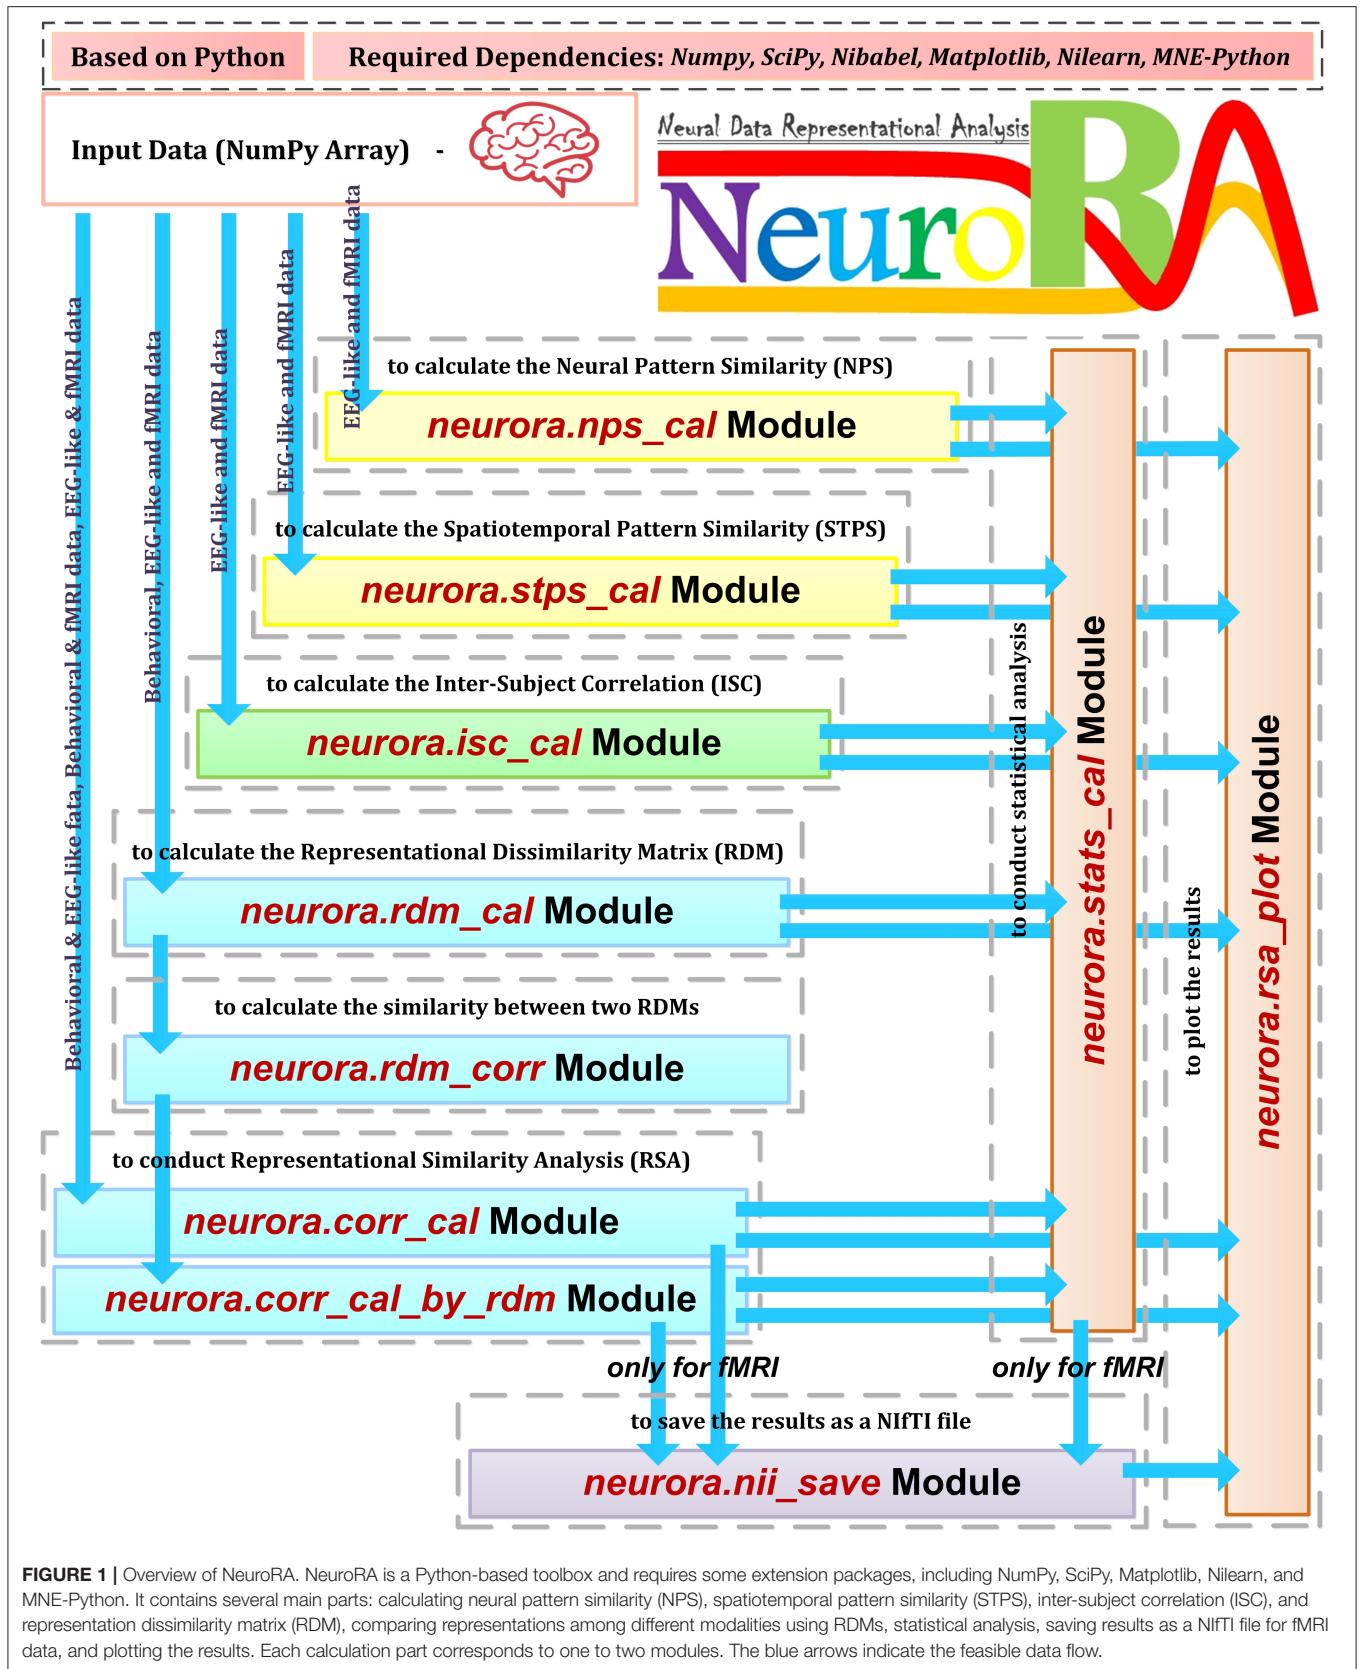 Based on Python
Required Dependencies: Numpy, SciPy, Nibabel, Matplotlib, Nilearn, MNE-Python
Input Data (NumPy Array) -
Neural Data Representational Analysis
NeuroRA
Behavioral & EEG-like fata, Behavioral & fMRI data, EEG-like & fMRI data
Behavioral, EEG-like and fMRI data
EEG-like and fMRI data
EEG-like and fMRI data
EEG-like and fMRI data
to calculate the Neural Pattern Similarity (NPS)
neurora.nps_cal Module
to calculate the Spatiotemporal Pattern Similarity (STPS)
neurora.stps_cal Module
to calculate the Inter-Subject Correlation (ISC)
neurora.isc_cal Module
to calculate the Representational Dissimilarity Matrix (RDM)
neurora.rdm_cal Module
to calculate the similarity between two RDMs
neurora.rdm_corr Module
to conduct Representational Similarity Analysis (RSA)
neurora.corr_cal Module
neurora.corr_cal_by_rdm Module
to conduct statistical analysis
neurora.stats_cal Module
to plot the results
neurora.rsa_plot Module
only for fMRI
only for fMRI
to save the results as a NIfTI file
neurora.nii_save Module
FIGURE 1 | Overview of NeuroRA. NeuroRA is a Python-based toolbox and requires some extension packages, including NumPy, SciPy, Matplotlib, Nilearn, and
MNE-Python. It contains several main parts: calculating neural pattern similarity (NPS), spatiotemporal pattern similarity (STPS), inter-subject correlation (ISC), and
representation dissimilarity matrix (RDM), comparing representations among different modalities using RDMs, statistical analysis, saving results as a NIfTI file for fMRI
data, and plotting the results. Each calculation part corresponds to one to two modules. The blue arrows indicate the feasible data flow.